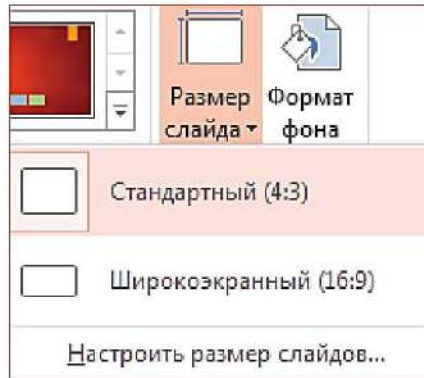 Размер
слайда
Формат
фона
Стандартный (4:3)
Широкоэкранный (16:9)
Настроить размер слайдов...